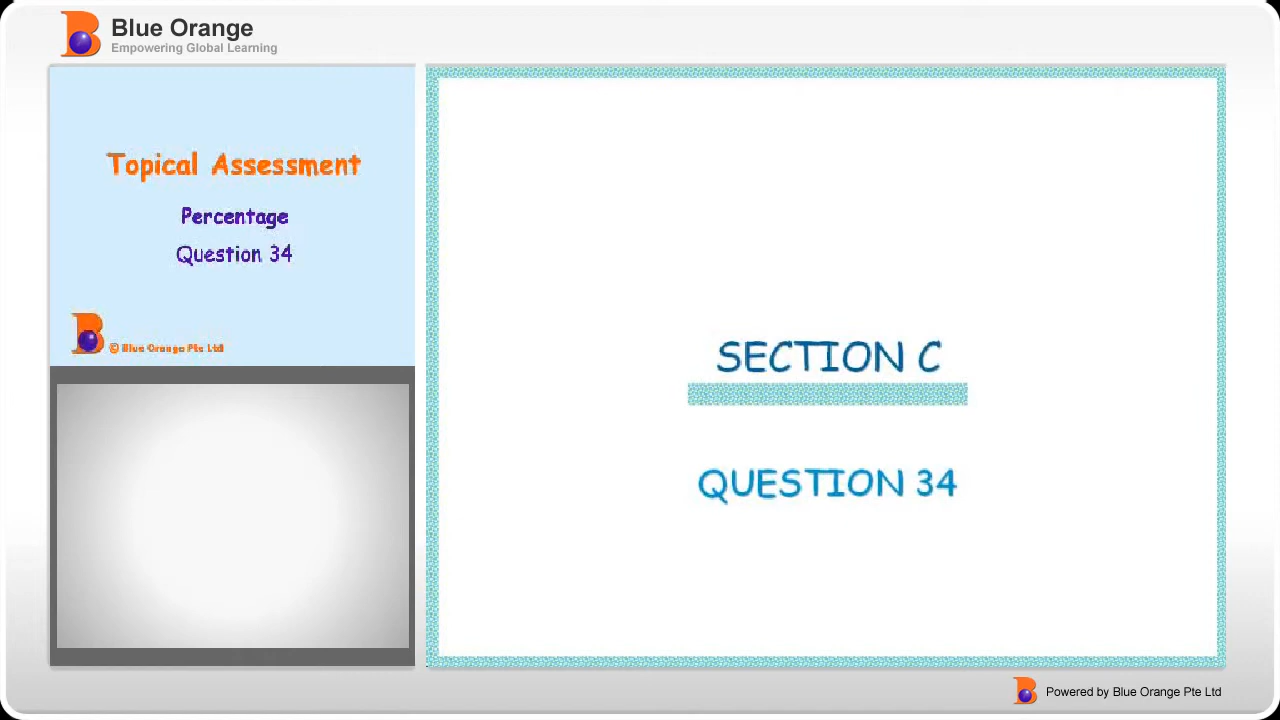 Blue Orange
Empowering Global Learning
Topical Assessment
Percentage
Question 34
© Blue Orange Pte Ltd
SECTION C
QUESTION 34
Powered by Blue Orange Pte Ltd